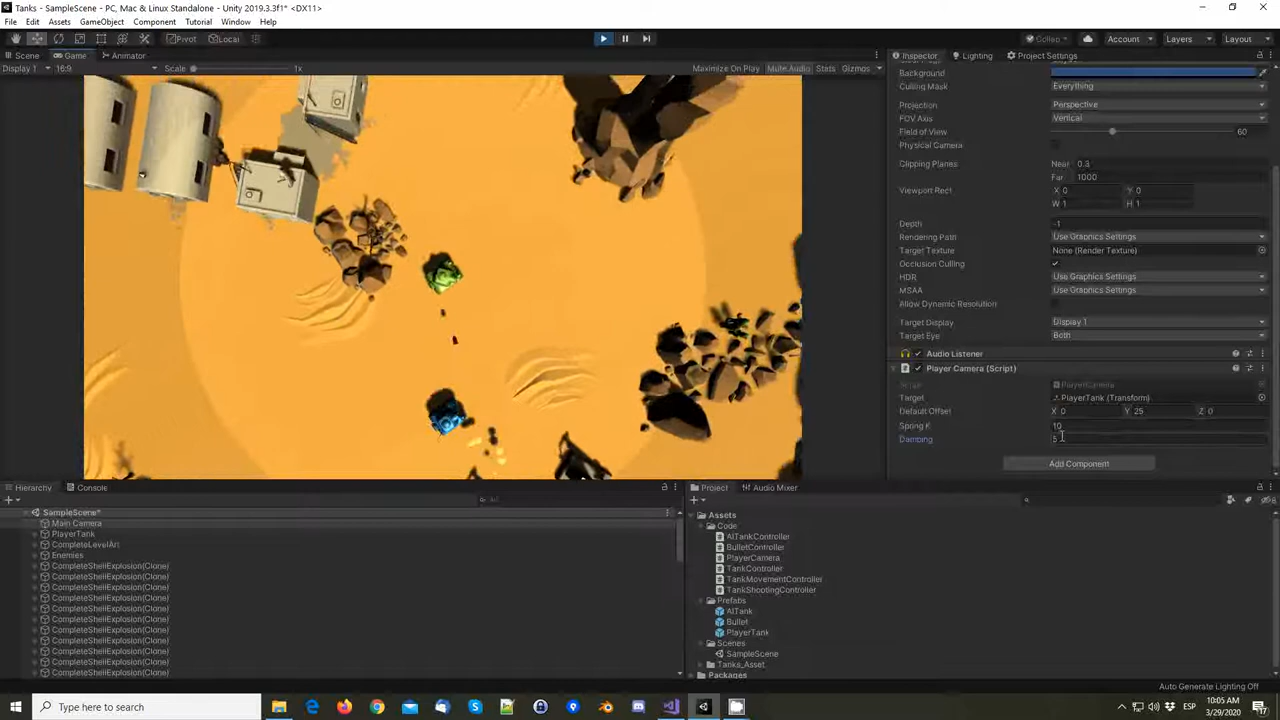 Tanks - SampleScene - PC, Mac & Linux Standalone - Unity 2019.3.3f1* <DX11>
File Edit Assets GameObject Component Tutorial Window Help
Pivot Local Collab Account Layers Layout
Scene Game Animator Inspector Lighting Project Settings
Display 1 16:9 Scale 1x Maximize On Play Mute Audio Stats Gizmos
Background
Culling Mask Everything
Projection Perspective
FOV Axis Vertical
Field of View 60
Physical Camera
Clipping Planes Near 0.3
Far 1000
Viewport Rect X 0 Y 0
W 1 H 1
Depth -1
Rendering Path Use Graphics Settings
Target Texture None (Render Texture)
Occlusion Culling
HDR Use Graphics Settings
MSAA Use Graphics Settings
Allow Dynamic Resolution
Target Display Display 1
Target Eye Both
Audio Listener
Player Camera (Script)
Script PlayerCamera
Target PlayerTank (Transform)
Default Offset X 0 Y 25 Z 0
Spring K 10
Damping 5
Add Component
Hierarchy Console Project Audio Mixer
SampleScene*
Main Camera
PlayerTank
CompleteLevelArt
Enemies
CompleteShellExplosion(Clone)
CompleteShellExplosion(Clone)
CompleteShellExplosion(Clone)
CompleteShellExplosion(Clone)
CompleteShellExplosion(Clone)
CompleteShellExplosion(Clone)
CompleteShellExplosion(Clone)
CompleteShellExplosion(Clone)
CompleteShellExplosion(Clone)
CompleteShellExplosion(Clone)
CompleteShellExplosion(Clone)
Assets
Code
AITankController
BulletController
PlayerCamera
TankController
TankMovementController
TankShootingController
Prefabs
AITank
Bullet
PlayerTank
Scenes
SampleScene
Tanks_Asset
Packages
Auto Generate Lighting Off
Type here to search
ESP
10:05 AM
3/29/2020